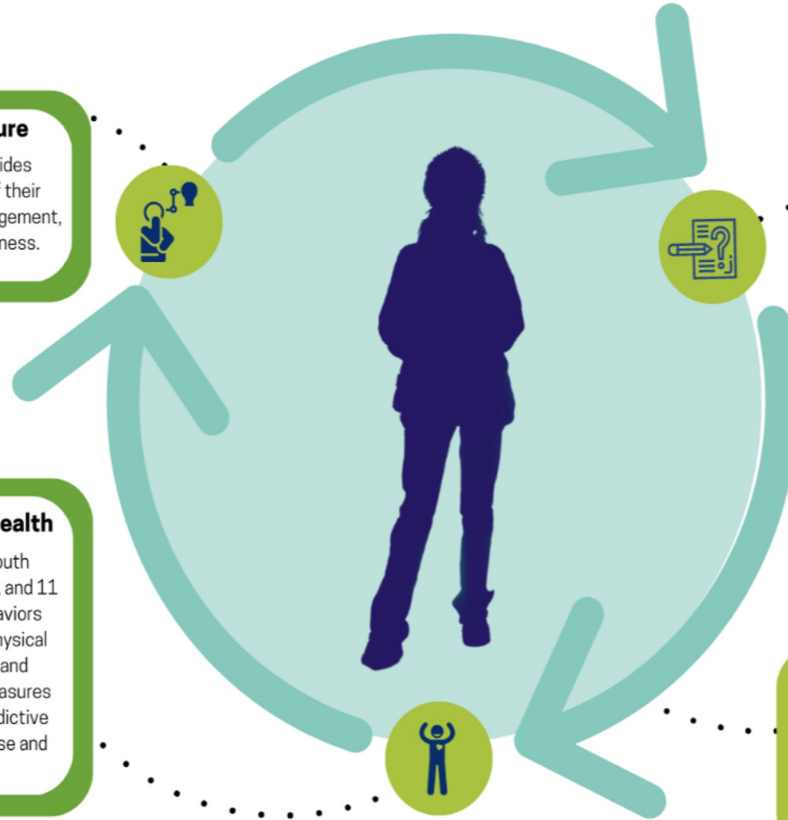 ure
ides
their
gement,
ness.
ealth
outh
, and 11
aviors
hysical
and
asures
dictive
se and